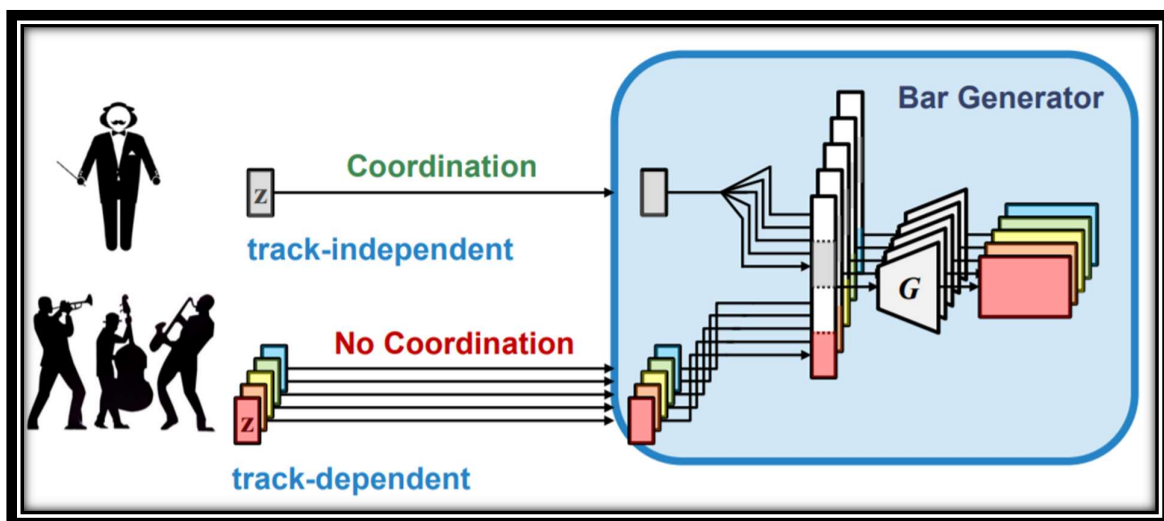 Bar Generator
Coordination
z
track-independent
G
No Coordination
z
track-dependent